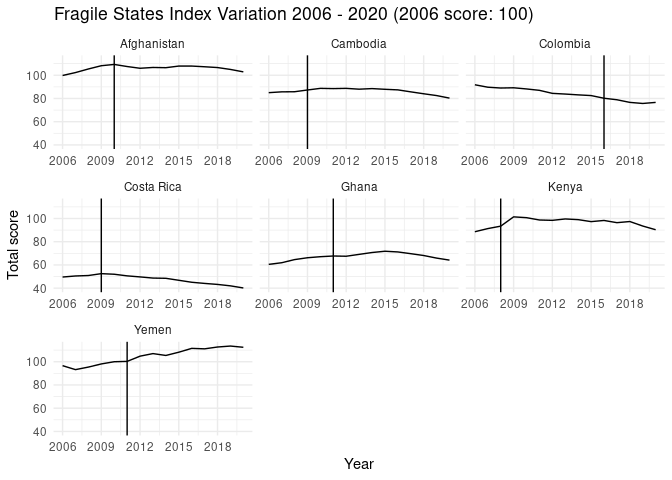 Fragile States Index Variation 2006 - 2020 (2006 score: 100)
Afghanistan Cambodia Colombia
100
80
60
40
2006 2009 2012 2015 2018 2006 2009 2012 2015 2018 2006 2009 2012 2015 2018
Costa Rica Ghana Kenya
Total score
100
80
60
40
2006 2009 2012 2015 2018 2006 2009 2012 2015 2018 2006 2009 2012 2015 2018
Yemen
100
80
60
40
2006 2009 2012 2015 2018
Year